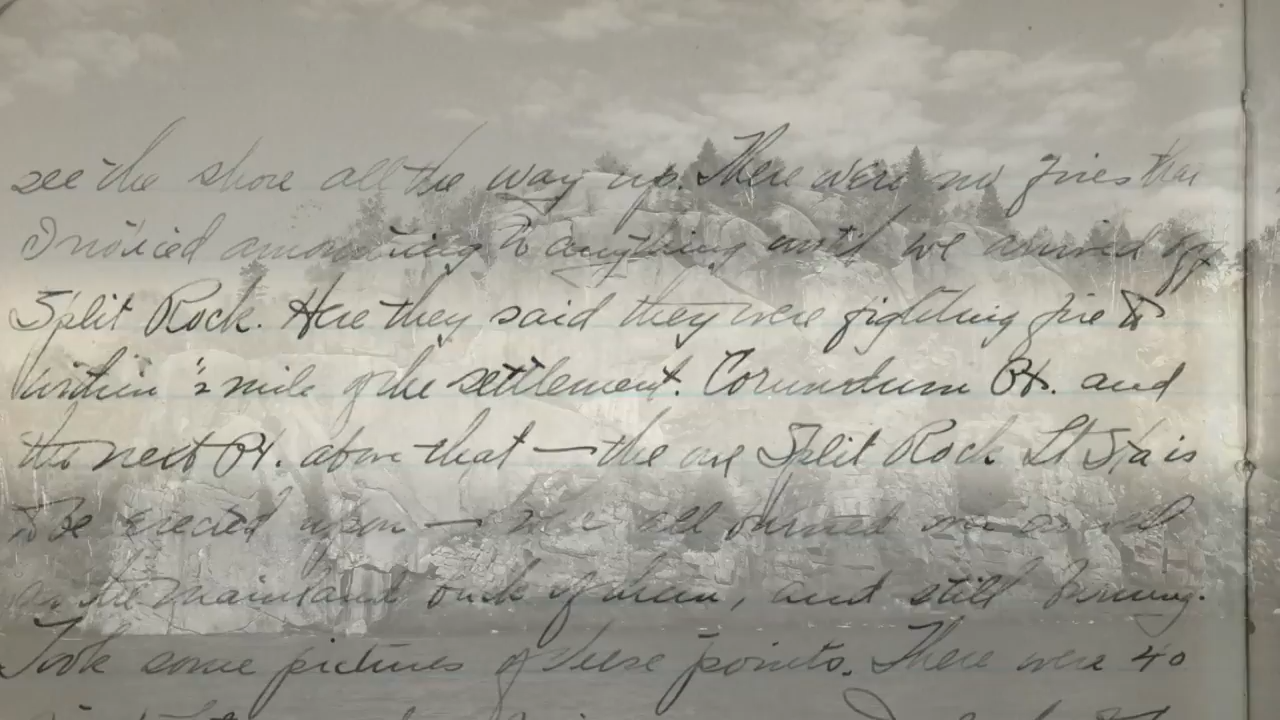 see the shore all the way up. There were no fires that
I noticed amounting to anything until we arrived off
Split Rock. Here they said they were fighting fire to
within ½ mile of the settlement. Corundum Pt. and
the next Pt. above that — the one Split Rock Lt Sta is
to be erected upon — were all burned over as well
as the mainland back of them, and still burning.
Took some pictures of these points. There were 40